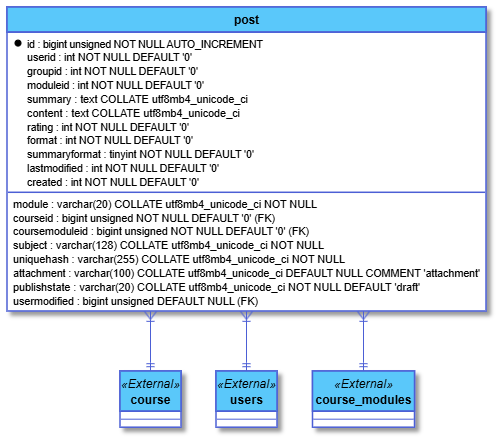 post
id : bigint unsigned NOT NULL AUTO_INCREMENT
userid : int NOT NULL DEFAULT '0'
groupid : int NOT NULL DEFAULT '0'
moduleid : int NOT NULL DEFAULT '0'
summary : text COLLATE utf8mb4_unicode_ci
content : text COLLATE utf8mb4_unicode_ci
rating : int NOT NULL DEFAULT '0'
format : int NOT NULL DEFAULT '0'
summaryformat : tinyint NOT NULL DEFAULT '0'
lastmodified : int NOT NULL DEFAULT '0'
created : int NOT NULL DEFAULT '0'
module : varchar(20) COLLATE utf8mb4_unicode_ci NOT NULL
courseid : bigint unsigned NOT NULL DEFAULT '0' (FK)
coursemoduleid : bigint unsigned NOT NULL DEFAULT '0' (FK)
subject : varchar(128) COLLATE utf8mb4_unicode_ci NOT NULL
uniquehash : varchar(255) COLLATE utf8mb4_unicode_ci NOT NULL
attachment : varchar(100) COLLATE utf8mb4_unicode_ci DEFAULT NULL COMMENT 'attachment'
publishstate : varchar(20) COLLATE utf8mb4_unicode_ci NOT NULL DEFAULT 'draft'
usermodified : bigint unsigned DEFAULT NULL (FK)
«External» «External» «External»
course users course_modules